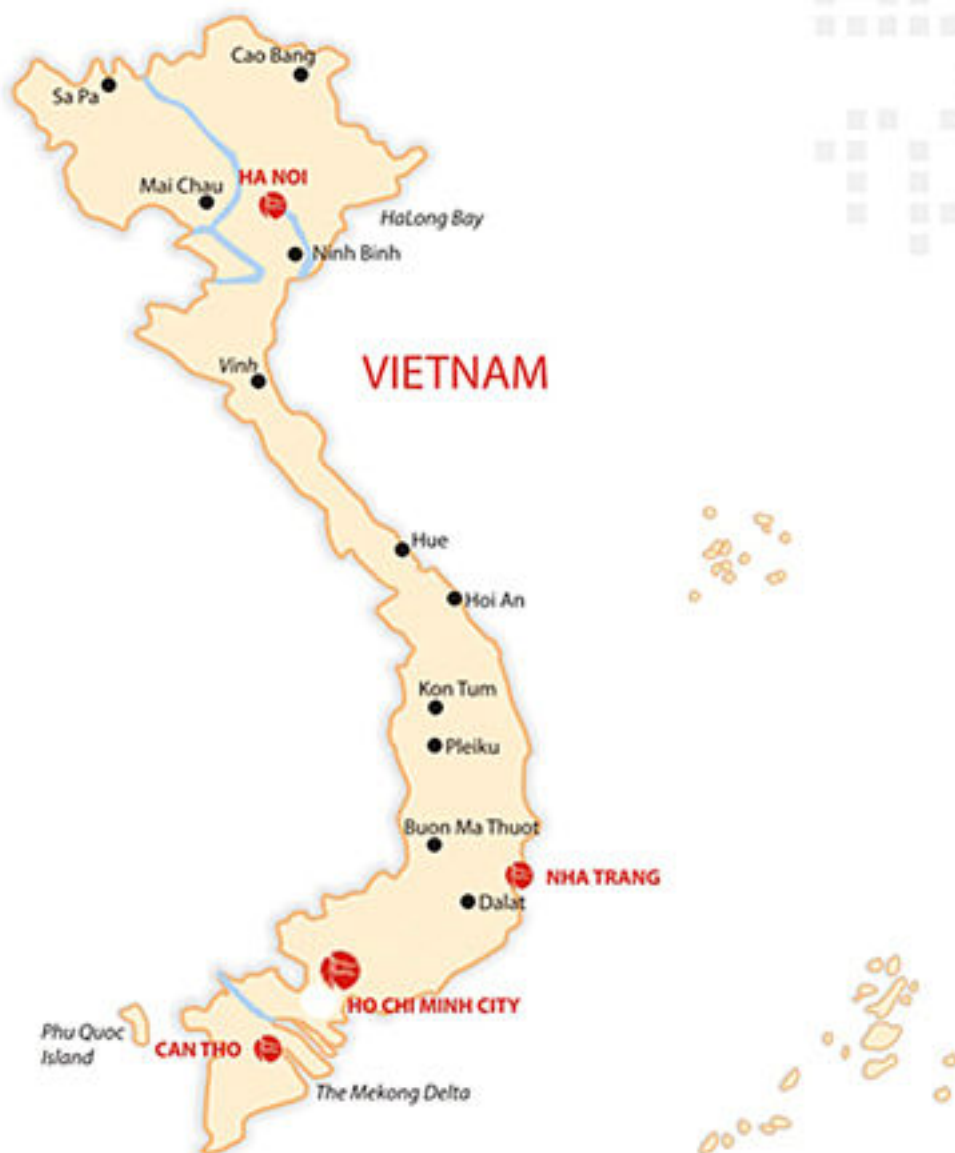 Cao Bang
Sa Pa
HA NOI
Mai Chau
HaLong Bay
Ninh Binh
Vinh
VIETNAM
Hue
Hoi An
Kon Tum
Pleiku
Buon Ma Thuot
NHA TRANG
Dalat
HO CHI MINH CITY
Phu Quoc
Island
CAN THO
The Mekong Delta